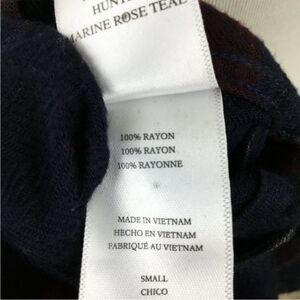 HUNT
MARINE ROSE TEAL
100% RAYON
100% RAYON
100% RAYONNE
MADE IN VIETNAM
HECHO EN VIETNAM
FABRIQUÉ AU VIETNAM
SMALL
CHICO